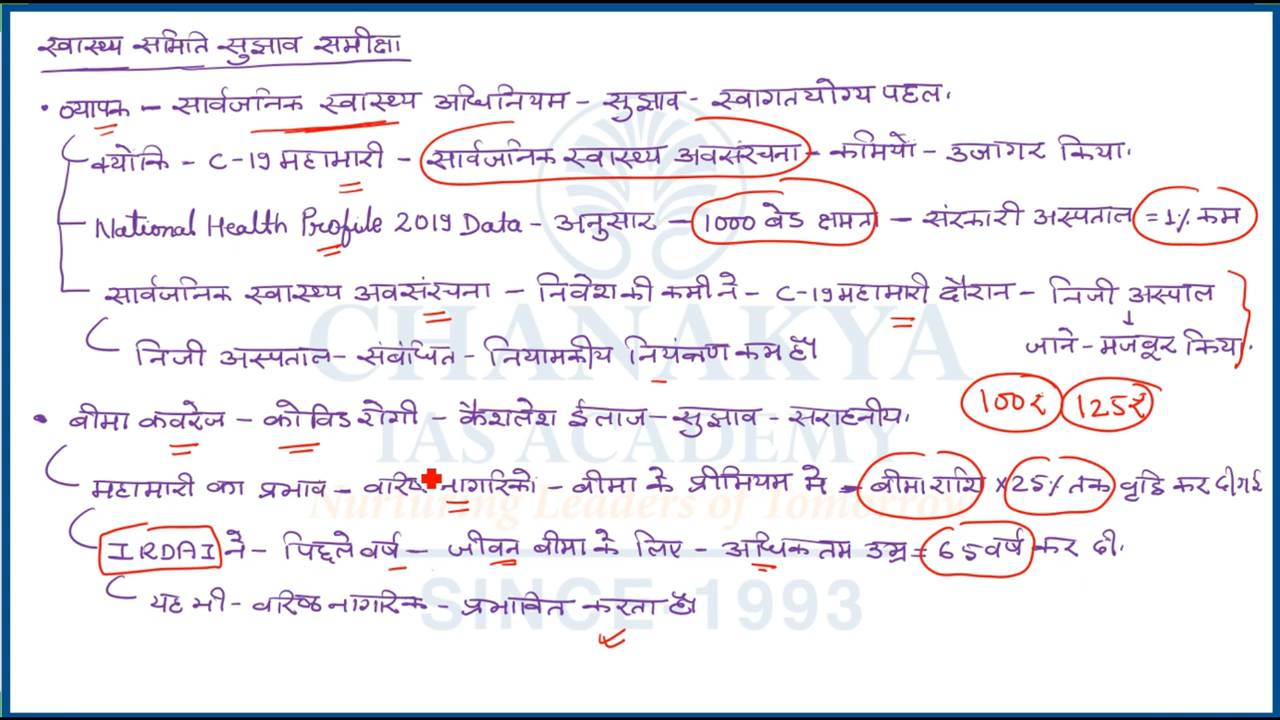 स्वास्थ्य समिति सुझाव समीक्षा
• व्यापक - सार्वजनिक स्वास्थ्य अधिनियम - सुझाव - स्वागतयोग्य पहल.
क्योकि - C-19 महामारी - सार्वजनिक स्वास्थ्य अवसंरचना - कमियो - उजागर किया.
National Health Profile 2019 Data - अनुसार - 1000 बेड क्षमता - संरकारी अस्पताल = 1% कम
सार्वजनिक स्वास्थ्य अवसंरचना - निवेश की कमी ने - C-19 महामारी दौरान - निजी अस्पाल
↓
जाने - मजबूर किया.
निजी अस्पताल - संबंधित - नियामकीय नियंत्रण कम है।
100₹ 125₹
• बीमा कवरेज - कोविड रोगी - कैशलेश ईलाज - सुझाव - सराहनीय.
महामारी का प्रभाव - वरिष्ठ नागरिको - बीमा के प्रीमियम मे - बीमा राशि × 25% तक वृद्धि कर दी गई
IRDAI ने - पिछले वर्ष - जीवन बीमा के लिए - अधिकतम उम्र = 65 वर्ष कर दी.
यह भी - वरिष्ठ नागरिक - प्रभावित करता है।
CHANAKYA
IAS ACADEMY
Nurturing Leaders of Tomorrow
SINCE-1993